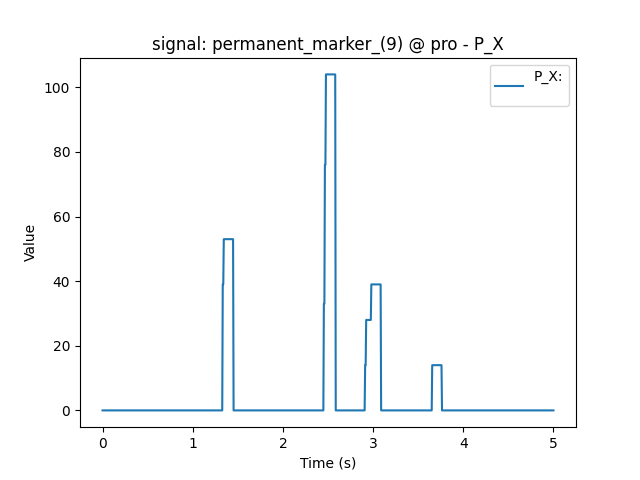 signal: permanent_marker_(9) @ pro - P_X
P_X:
100
80
60
40
20
0
Value
0 1 2 3 4 5
Time (s)